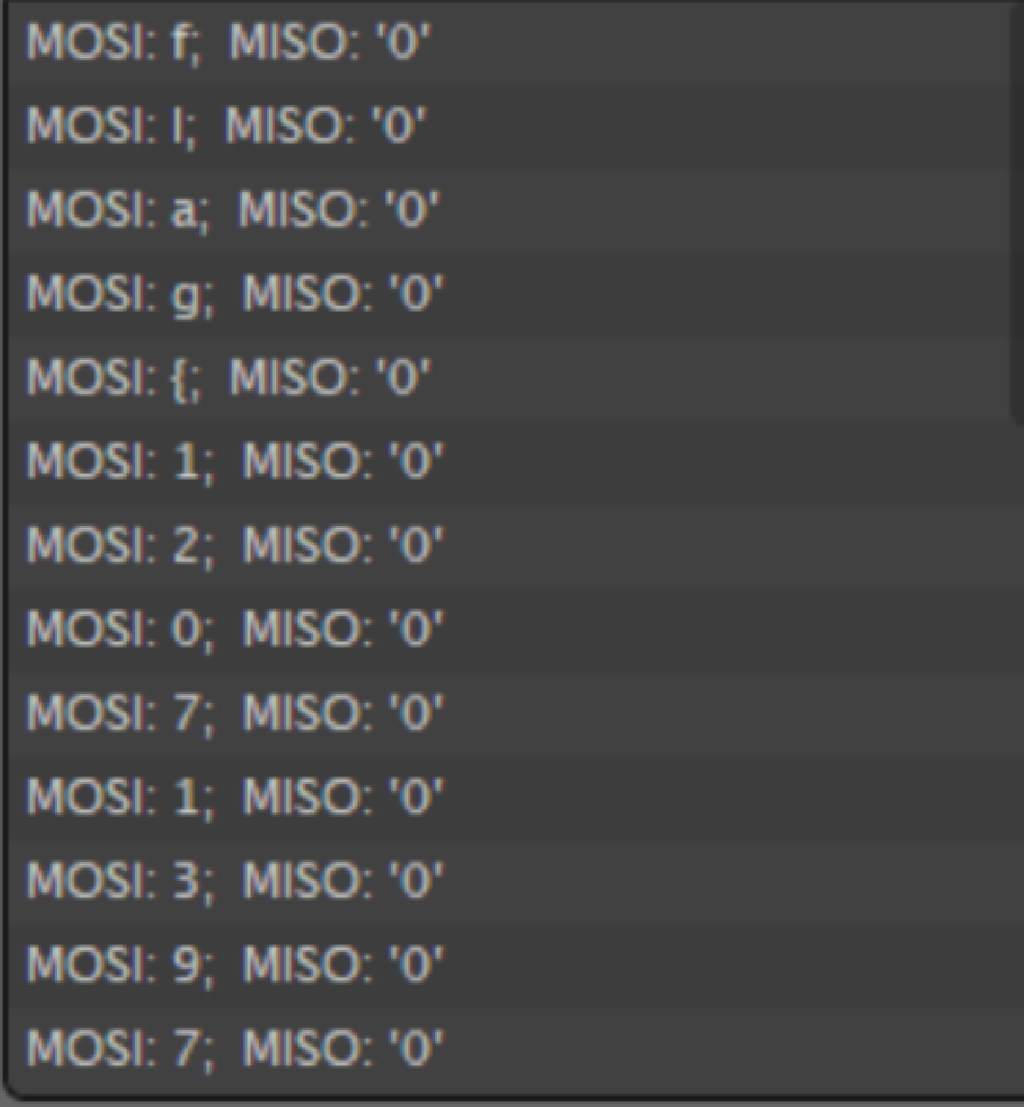 MOSI: f;  MISO: '0'
MOSI: l;  MISO: '0'
MOSI: a;  MISO: '0'
MOSI: g;  MISO: '0'
MOSI: {;  MISO: '0'
MOSI: 1;  MISO: '0'
MOSI: 2;  MISO: '0'
MOSI: 0;  MISO: '0'
MOSI: 7;  MISO: '0'
MOSI: 1;  MISO: '0'
MOSI: 3;  MISO: '0'
MOSI: 9;  MISO: '0'
MOSI: 7;  MISO: '0'